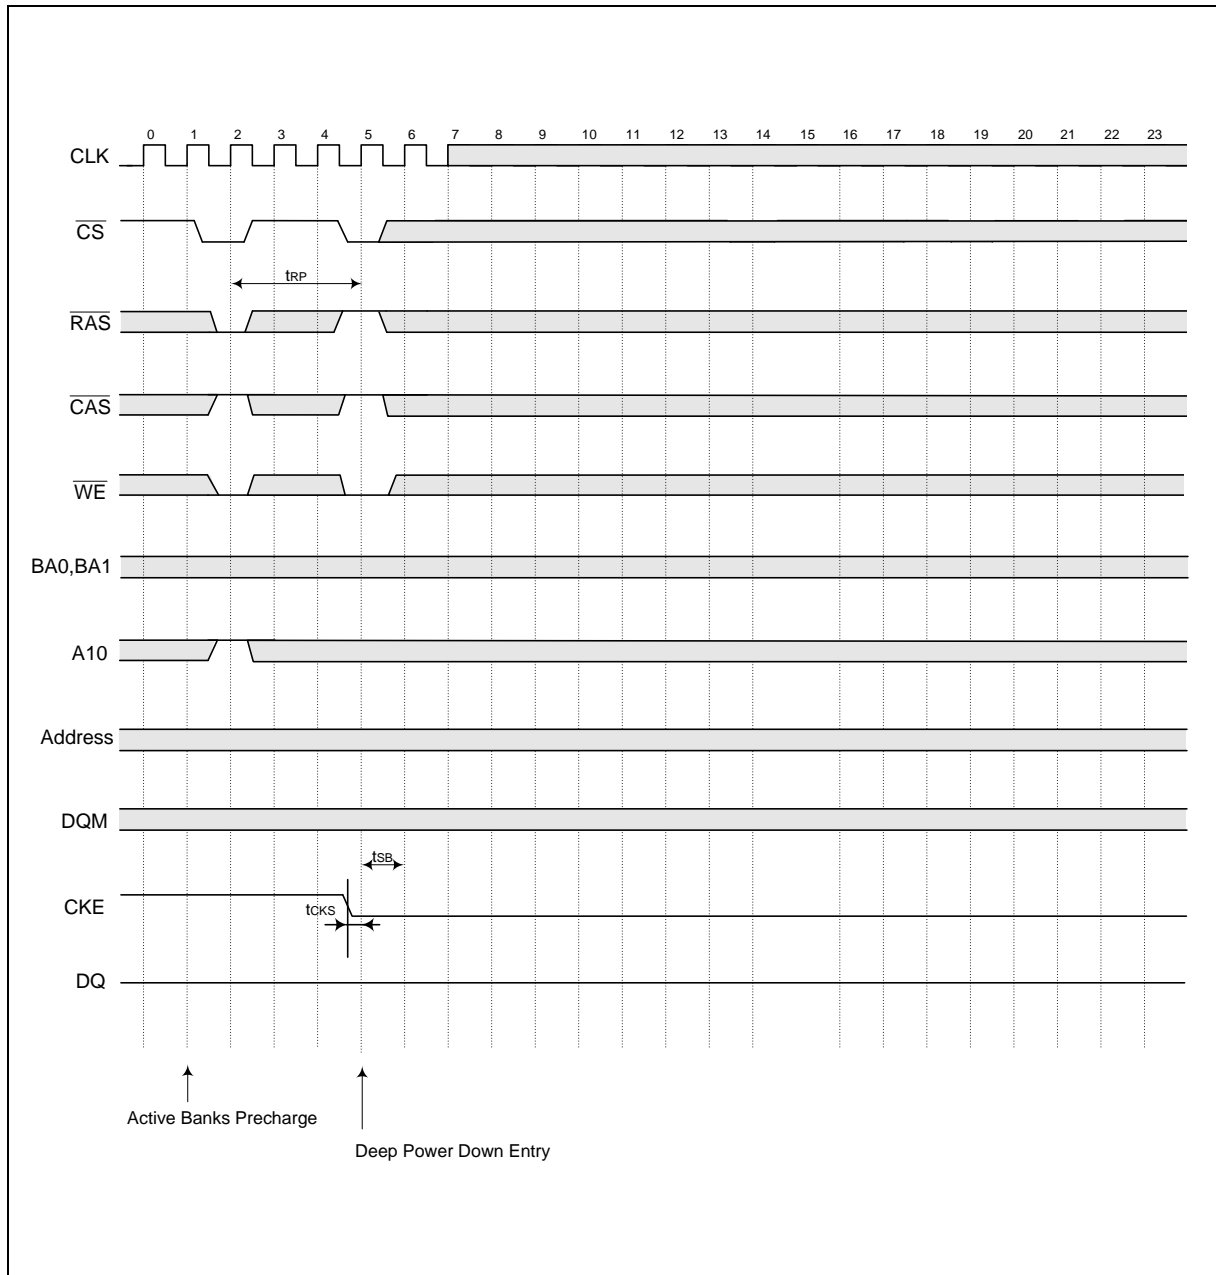 0 1 2 3 4 5 6 7 8 9 10 11 12 13 14 15 16 17 18 19 20 21 22 23
CLK
CS
tRP
RAS
CAS
WE
BA0,BA1
A10
Address
DQM
tSB
CKE
tCKS
DQ
Active Banks Precharge
Deep Power Down Entry